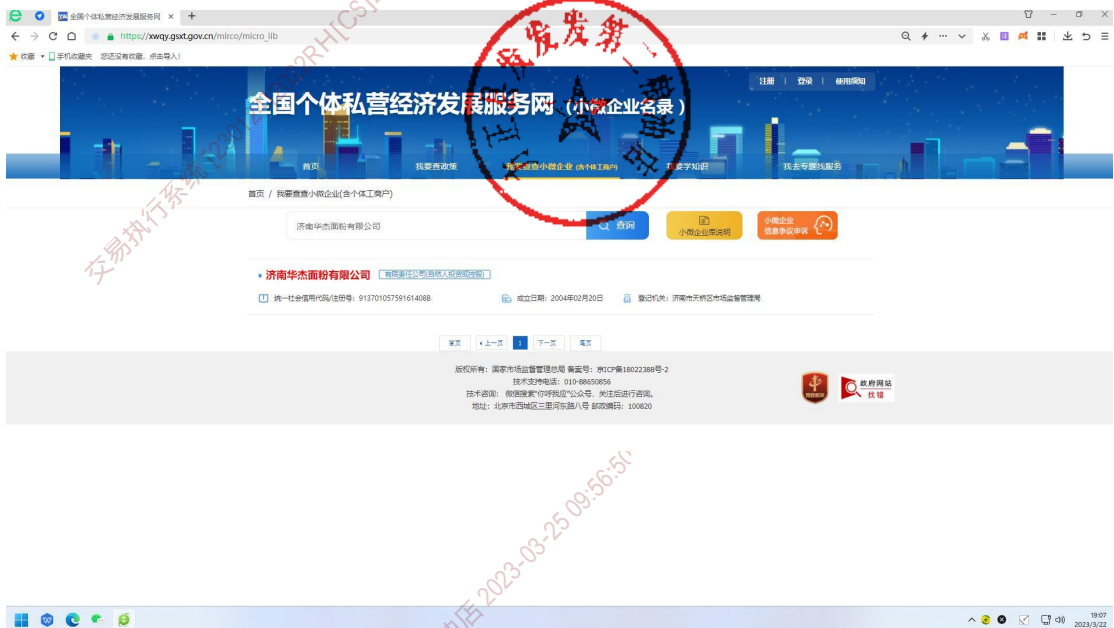 全国个体私营经济发展服务网
https://xwqy.gsxt.gov.cn/mirco/micro_lib
收藏 手机收藏夹 您还没有收藏，点击导入！
注册 | 登录 | 使用须知
全国个体私营经济发展服务网（小微企业名录）
首页 我要查政策 我要查小微企业 (含个体工商户) 我要学知识 我去专题找服务
首页 / 我要查小微企业(含个体工商户)
济南华杰面粉有限公司 查询 小微企业库说明 小微企业
信息争议申诉
济南华杰面粉有限公司 有限责任公司(自然人投资或控股)
统一社会信用代码/注册号：913701057591614088 成立日期：2004年02月20日 登记机关：济南市天桥区市场监督管理局
首页 上一页 1 下一页 尾页
版权所有：国家市场监督管理总局 备案号：京ICP备18022388号-2
技术支持电话：010-88650856
技术咨询：微信搜索“你呼我应”公众号，关注后进行咨询。
地址：北京市西城区三里河东路八号 邮政编码：100820
政府网站
找错
交易执行系统
2023-03-25 09:56:50
19:07
2023/3/22